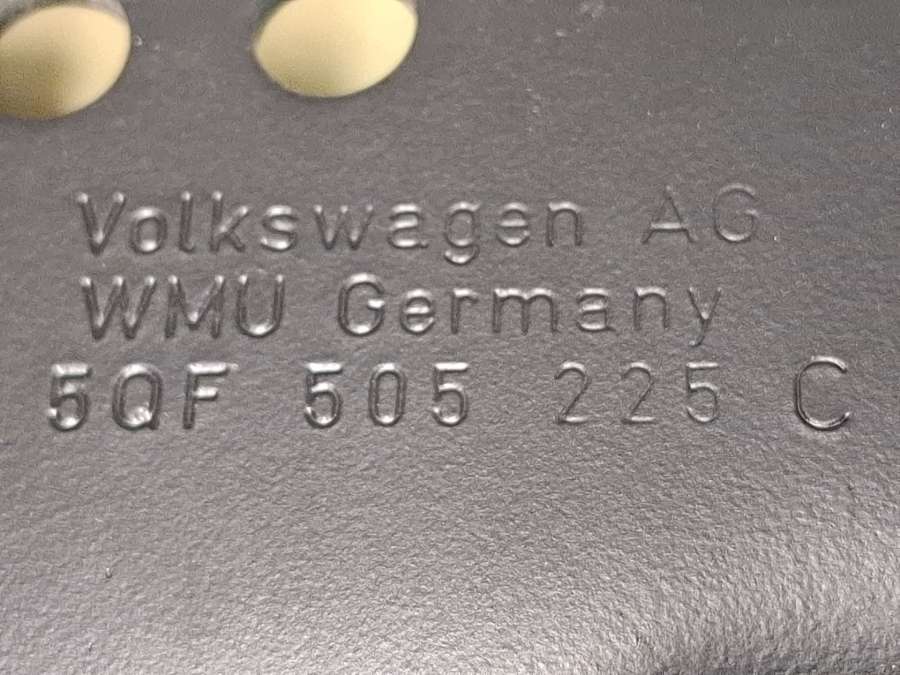 Volkswagen AG
WMU Germany
5QF 505 225 C